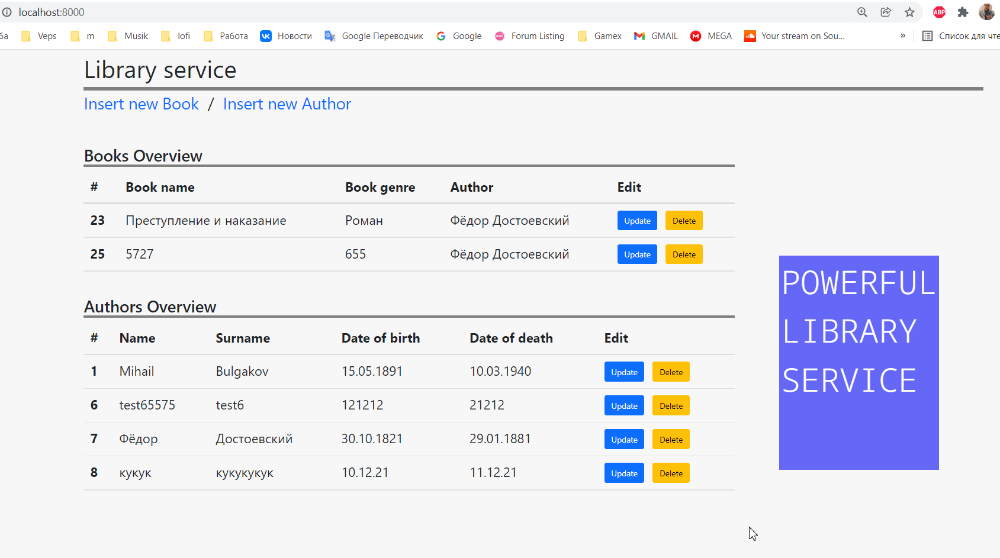 localhost:8000
ба Veps m Musik lofi Работа Новости Google Переводчик Google Forum Listing Gamex GMAIL MEGA Your stream on Sou... » Список для чте
Library service
Insert new Book / Insert new Author
Books Overview
# Book name Book genre Author Edit
23 Преступление и наказание Роман Фёдор Достоевский Update Delete
25 5727 655 Фёдор Достоевский Update Delete
Authors Overview
# Name Surname Date of birth Date of death Edit
1 Mihail Bulgakov 15.05.1891 10.03.1940 Update Delete
6 test65575 test6 121212 21212 Update Delete
7 Фёдор Достоевский 30.10.1821 29.01.1881 Update Delete
8 кукук кукукукук 10.12.21 11.12.21 Update Delete
POWERFUL
LIBRARY
SERVICE
ABP